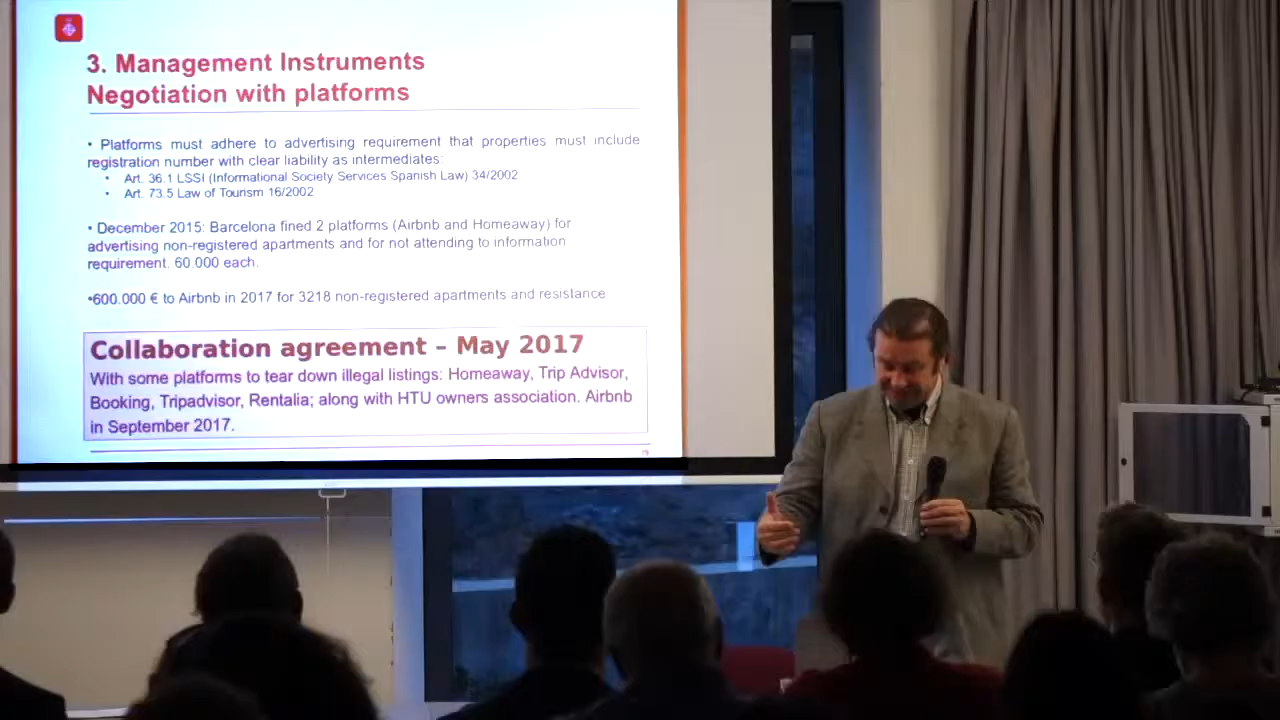 3. Management Instruments
Negotiation with platforms
• Platforms must adhere to advertising requirement that properties must include
registration number with clear liability as intermediates:
• Art. 36.1 LSSI (Informational Society Services Spanish Law) 34/2002
• Art. 73.5 Law of Tourism 16/2002
• December 2015: Barcelona fined 2 platforms (Airbnb and Homeaway) for
advertising non-registered apartments and for not attending to information
requirement. 60.000 each.
•600.000 € to Airbnb in 2017 for 3218 non-registered apartments and resistance
Collaboration agreement – May 2017
With some platforms to tear down illegal listings: Homeaway, Trip Advisor,
Booking, Tripadvisor, Rentalia; along with HTU owners association. Airbnb
in September 2017.